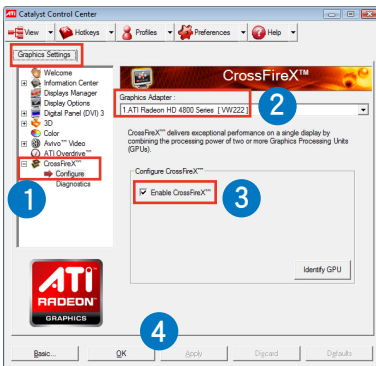 ATI Catalyst Control Center
View Hotkeys Profiles Preferences Help
Graphics Settings
Welcome
Information Center
Displays Manager
Display Options
Digital Panel (DVI) 3
3D
Color
Avivo™ Video
ATI Overdrive™
CrossFireX™
Configure
Diagnostics
1
ATI
RADEON
GRAPHICS
CrossFireX™
Graphics Adapter :
1.ATI Radeon HD 4800 Series [ VW222 ]
2
CrossFireX™ delivers exceptional performance on a single display by
combining the processing power of two or more Graphics Processing Units
(GPUs).
Configure CrossFireX™
Enable CrossFireX™
3
Identify GPU
4
Basic... OK Apply Discard Defaults